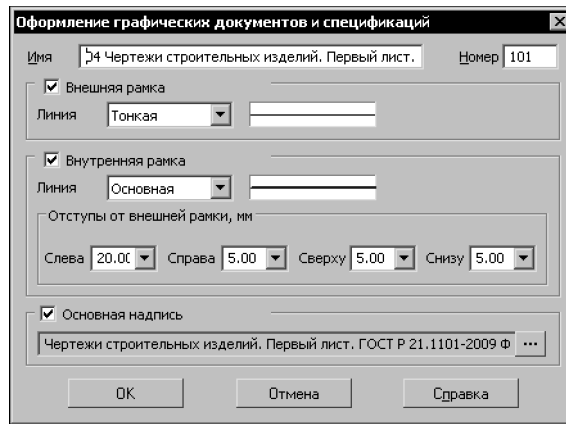 Оформление графических документов и спецификаций
Имя 4 Чертежи строительных изделий. Первый лист. Номер 101
Внешняя рамка
Линия Тонкая
Внутренняя рамка
Линия Основная
Отступы от внешней рамки, мм
Слева 20.00 Справа 5.00 Сверху 5.00 Снизу 5.00
Основная надпись
Чертежи строительных изделий. Первый лист. ГОСТ Р 21.1101-2009 Ф ...
ОК Отмена Справка